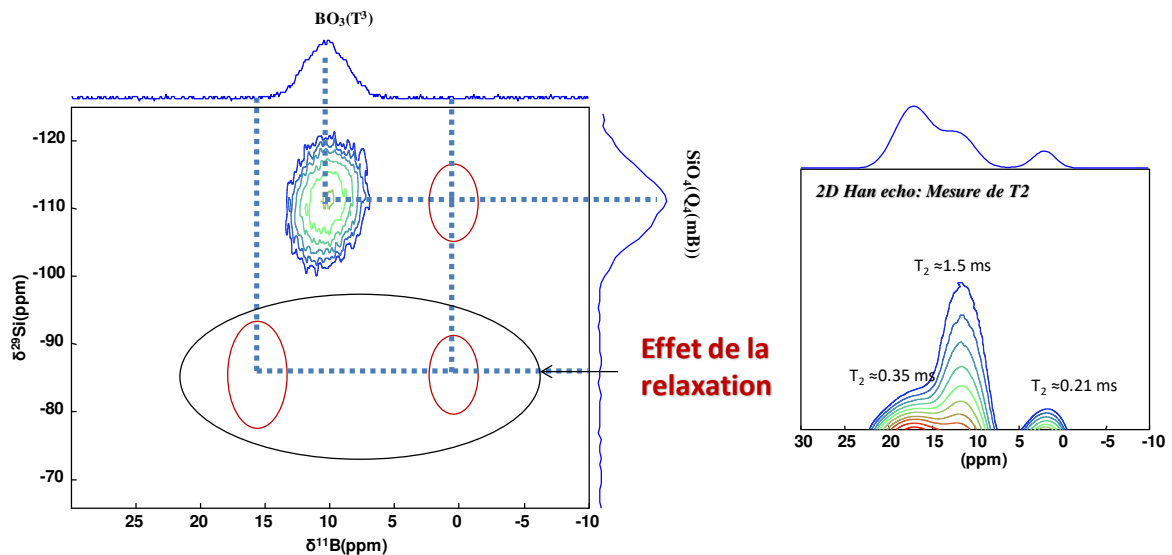 BO3(T³)
-120
-110
-100
-90
-80
-70
δ²⁹Si(ppm)
25 20 15 10 5 0 -5 -10
δ¹¹B(ppm)
SiO4(Q4(mB))
Effet de la
relaxation
2D Han echo: Mesure de T2
T2 ≈1.5 ms
T2 ≈0.35 ms
T2 ≈0.21 ms
30 25 20 15 10 5 0 -5 -10
(ppm)